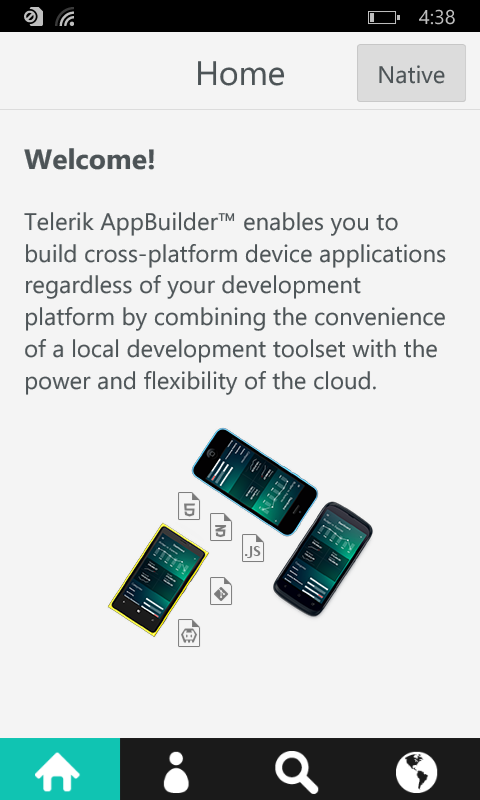 4:38
Home
Native
Welcome!
Telerik AppBuilder™ enables you to
build cross-platform device applications
regardless of your development
platform by combining the convenience
of a local development toolset with the
power and flexibility of the cloud.
5
3
.JS